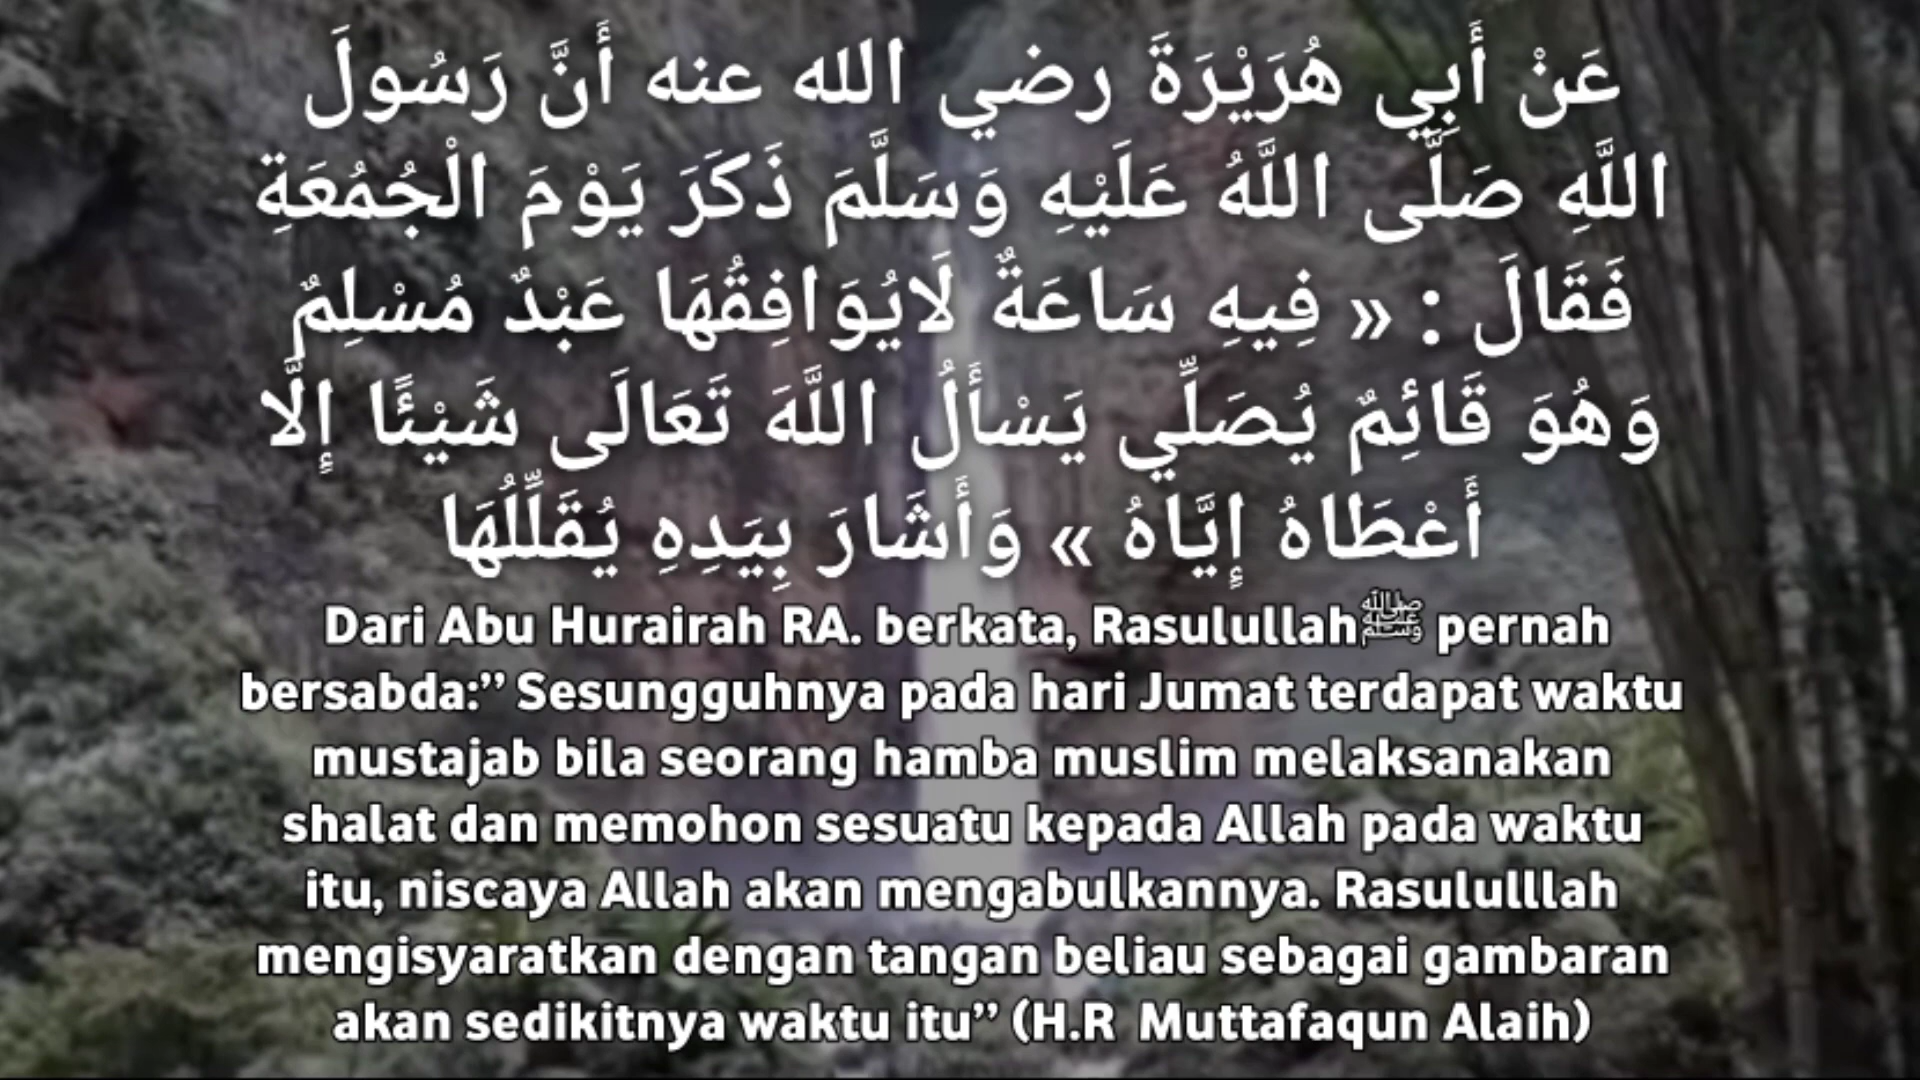 عَنْ أَبِي هُرَيْرَةَ رضي الله عنه أَنَّ رَسُولَ
اللَّهِ صَلَّى اللَّهُ عَلَيْهِ وَسَلَّمَ ذَكَرَ يَوْمَ الْجُمُعَةِ
فَقَالَ : « فِيهِ سَاعَةٌ لَايُوَافِقُهَا عَبْدٌ مُسْلِمٌ
وَهُوَ قَائِمٌ يُصَلِّي يَسْأَلُ اللَّهَ تَعَالَى شَيْئًا إِلَّا
أَعْطَاهُ إِيَّاهُ » وَأَشَارَ بِيَدِهِ يُقَلِّلُهَا
Dari Abu Hurairah RA. berkata, Rasulullahﷺ pernah
bersabda:” Sesungguhnya pada hari Jumat terdapat waktu
mustajab bila seorang hamba muslim melaksanakan
shalat dan memohon sesuatu kepada Allah pada waktu
itu, niscaya Allah akan mengabulkannya. Rasululllah
mengisyaratkan dengan tangan beliau sebagai gambaran
akan sedikitnya waktu itu” (H.R  Muttafaqun Alaih)